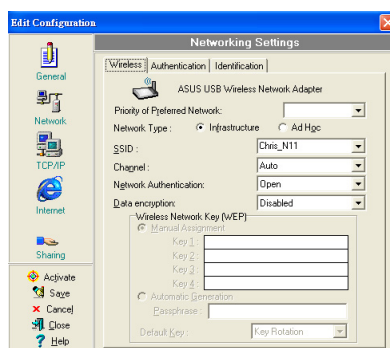 Edit Configuration
Networking Settings
General
Network
TCP/IP
Internet
Sharing
Activate
Save
Cancel
Close
Help
Wireless Authentication Identification
ASUS USB Wireless Network Adapter
Priority of Preferred Network:
Network Type : Infrastructure Ad Hoc
SSID : Chris_N11
Channel : Auto
Network Authentication: Open
Data encryption: Disabled
Wireless Network Key (WEP)
Manual Assignment
Key 1 :
Key 2 :
Key 3 :
Key 4 :
Automatic Generation
Passphrase :
Default Key : Key Rotation